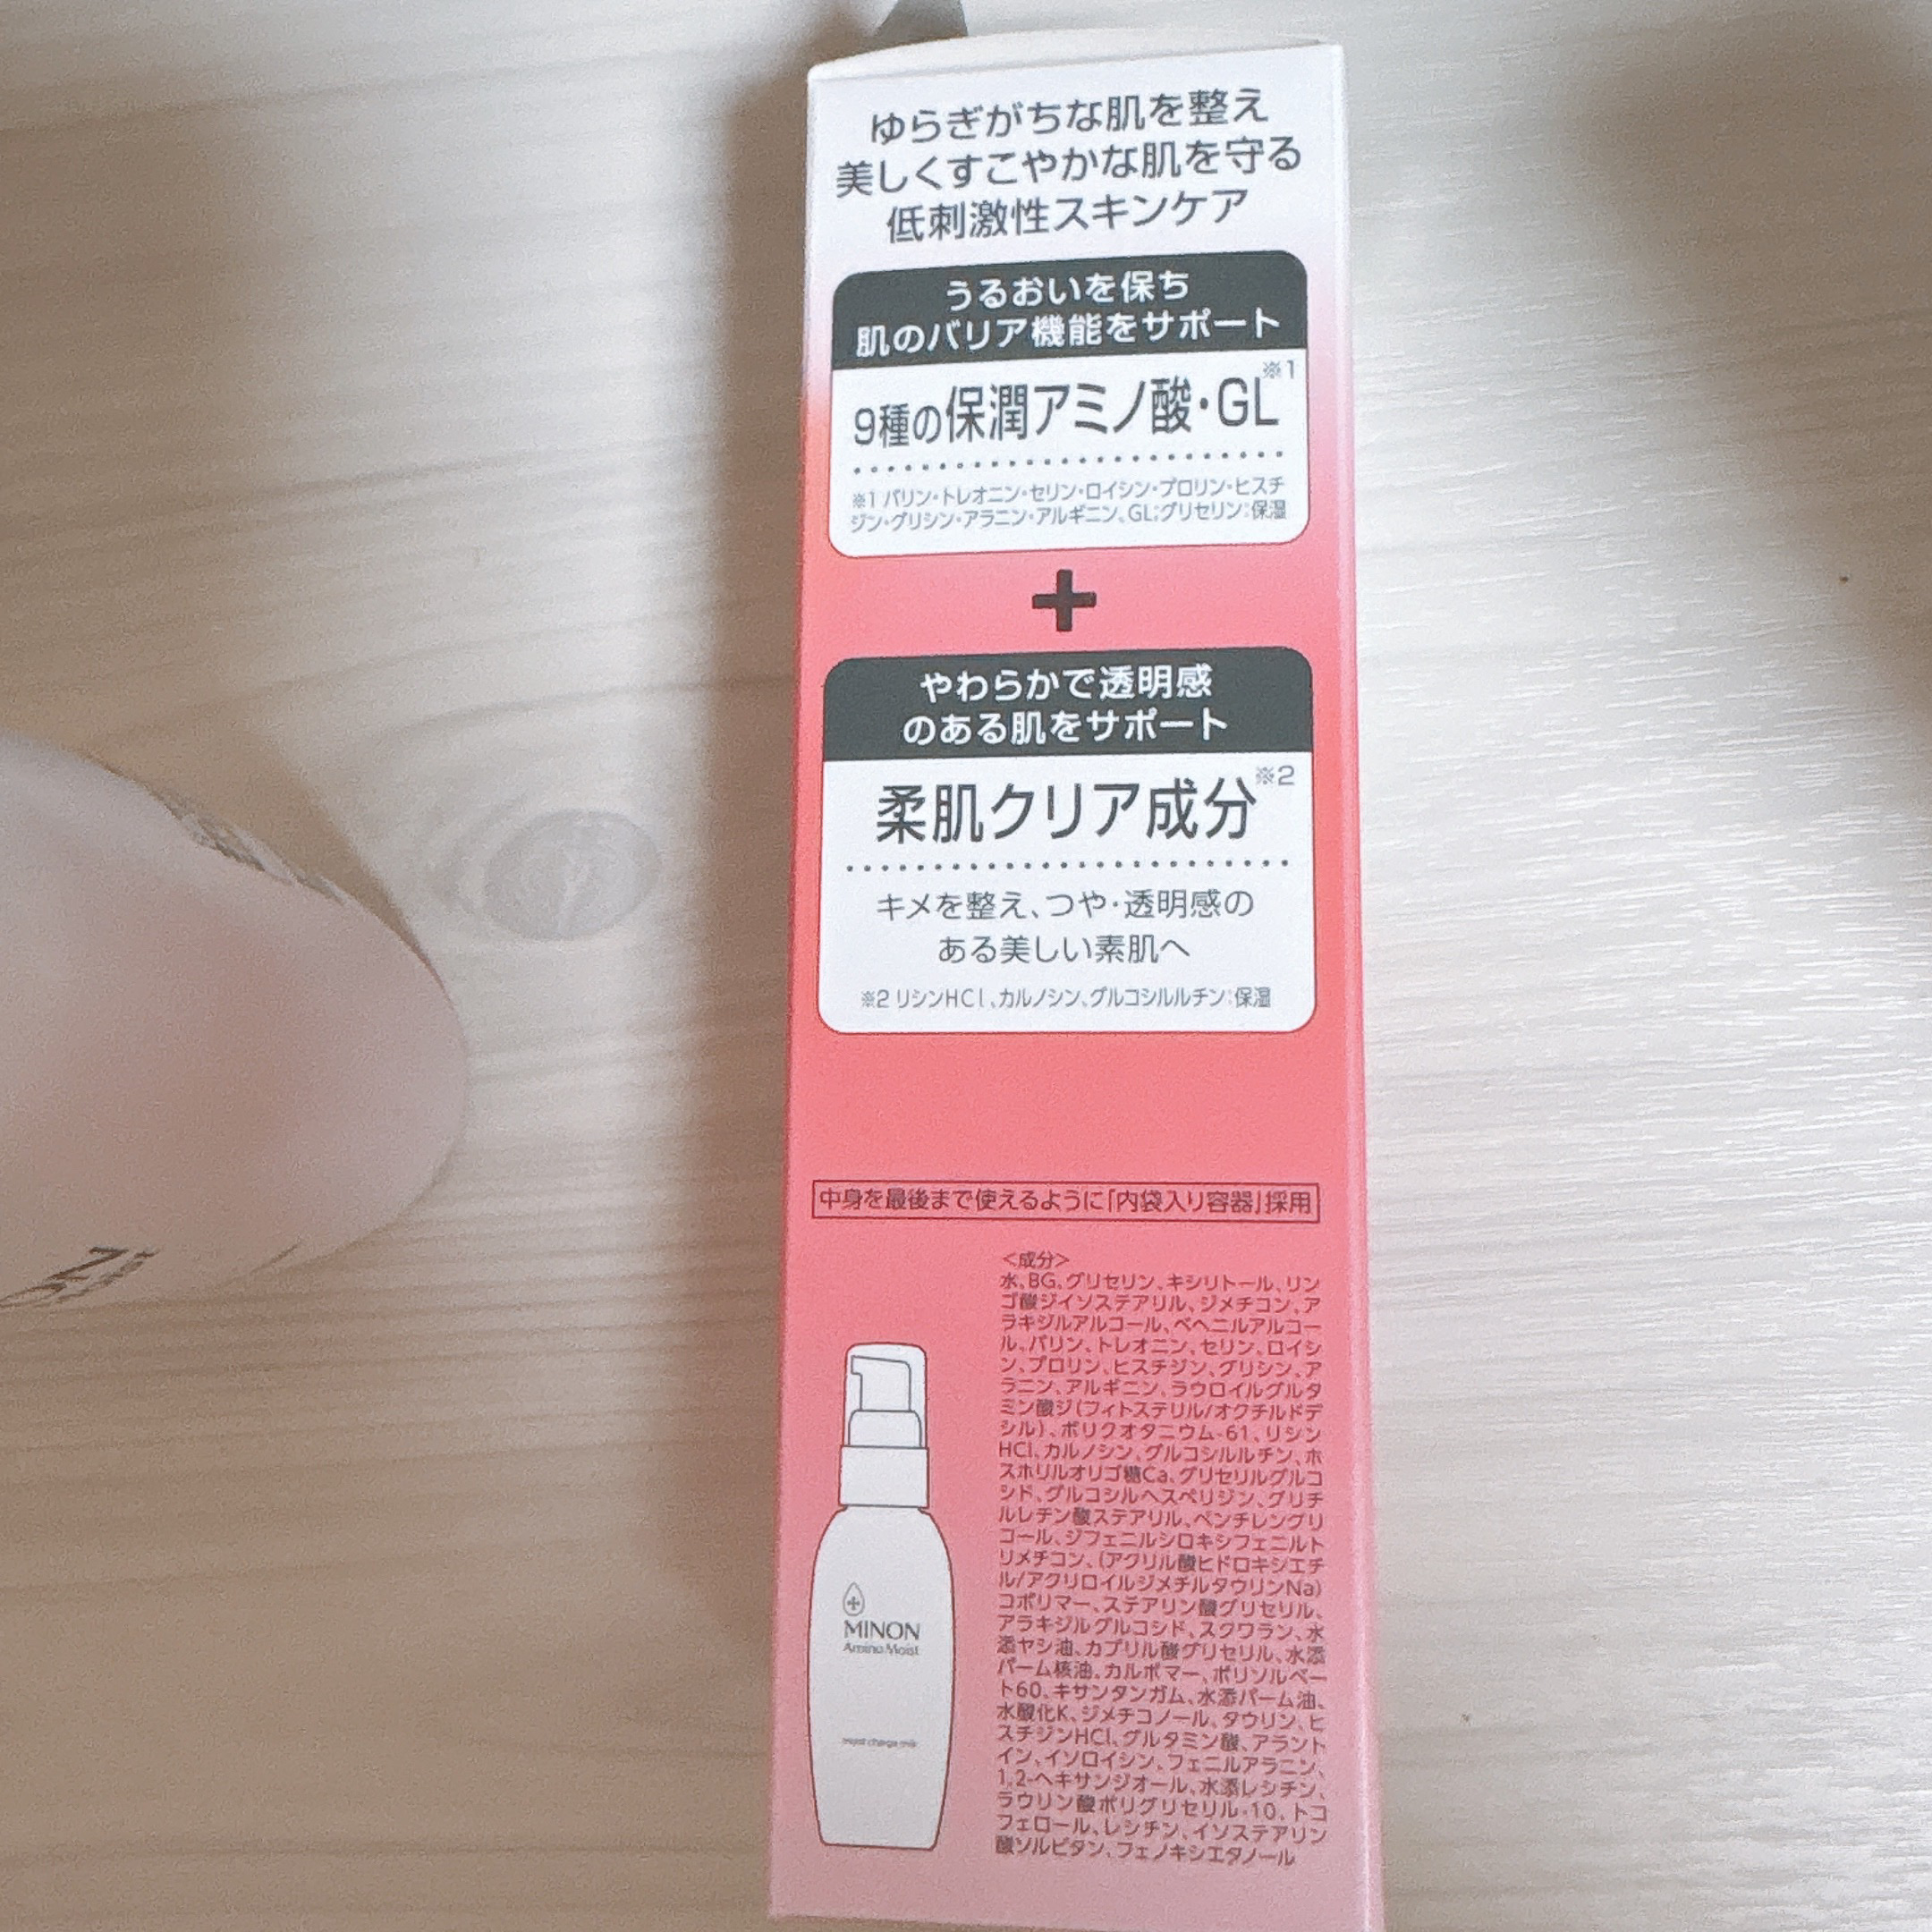 ゆらぎがちな肌を整え
美しくすこやかな肌を守る
低刺激性スキンケア
うるおいを保ち
肌のバリア機能をサポート
9種の保潤アミノ酸・GL※1
※1 バリン・トレオニン・セリン・ロイシン・プロリン・ヒスチ
ジン・グリシン・アラニン・アルギニン、GL:グリセリン:保湿
+
やわらかで透明感
のある肌をサポート
柔肌クリア成分※2
キメを整え、つや・透明感の
ある美しい素肌へ
※2 リシンHCl、カルノシン、グルコシルルチン:保湿
中身を最後まで使えるように「内袋入り容器」採用
<成分>
水、BG、グリセリン、キシリトール、リン
ゴ酸ジイソステアリル、ジメチコン、ア
ラキジルアルコール、ベヘニルアルコー
ル、バリン、トレオニン、セリン、ロイシ
ン、プロリン、ヒスチジン、グリシン、ア
ラニン、アルギニン、ラウロイルグルタ
ミン酸ジ(フィトステリル/オクチルドデ
シル)、ポリクオタニウム-61、リシン
HCl、カルノシン、グルコシルルチン、ホ
スホリルオリゴ糖Ca、グリセリルグルコ
シド、グルコシルヘスペリジン、グリチ
ルレチン酸ステアリル、ペンチレングリ
コール、ジフェニルシロキシフェニルト
リメチコン、(アクリル酸ヒドロキシエチ
ル/アクリロイルジメチルタウリンNa)
コポリマー、ステアリン酸グリセリル、
アラキジルグルコシド、スクワラン、水
添ヤシ油、カプリル酸グリセリル、水添
パーム核油、カルボマー、ポリソルベー
ト60、キサンタンガム、水添パーム油、
水酸化K、ジメチコノール、タウリン、ヒ
スチジンHCl、グルタミン酸、アラント
イン、イソロイシン、フェニルアラニン、
1,2-ヘキサンジオール、水添レシチン、
ラウリン酸ポリグリセリル-10、トコ
フェロール、レシチン、イソステアリン
酸ソルビタン、フェノキシエタノール
MINON
Amino Moist
moist charge milk